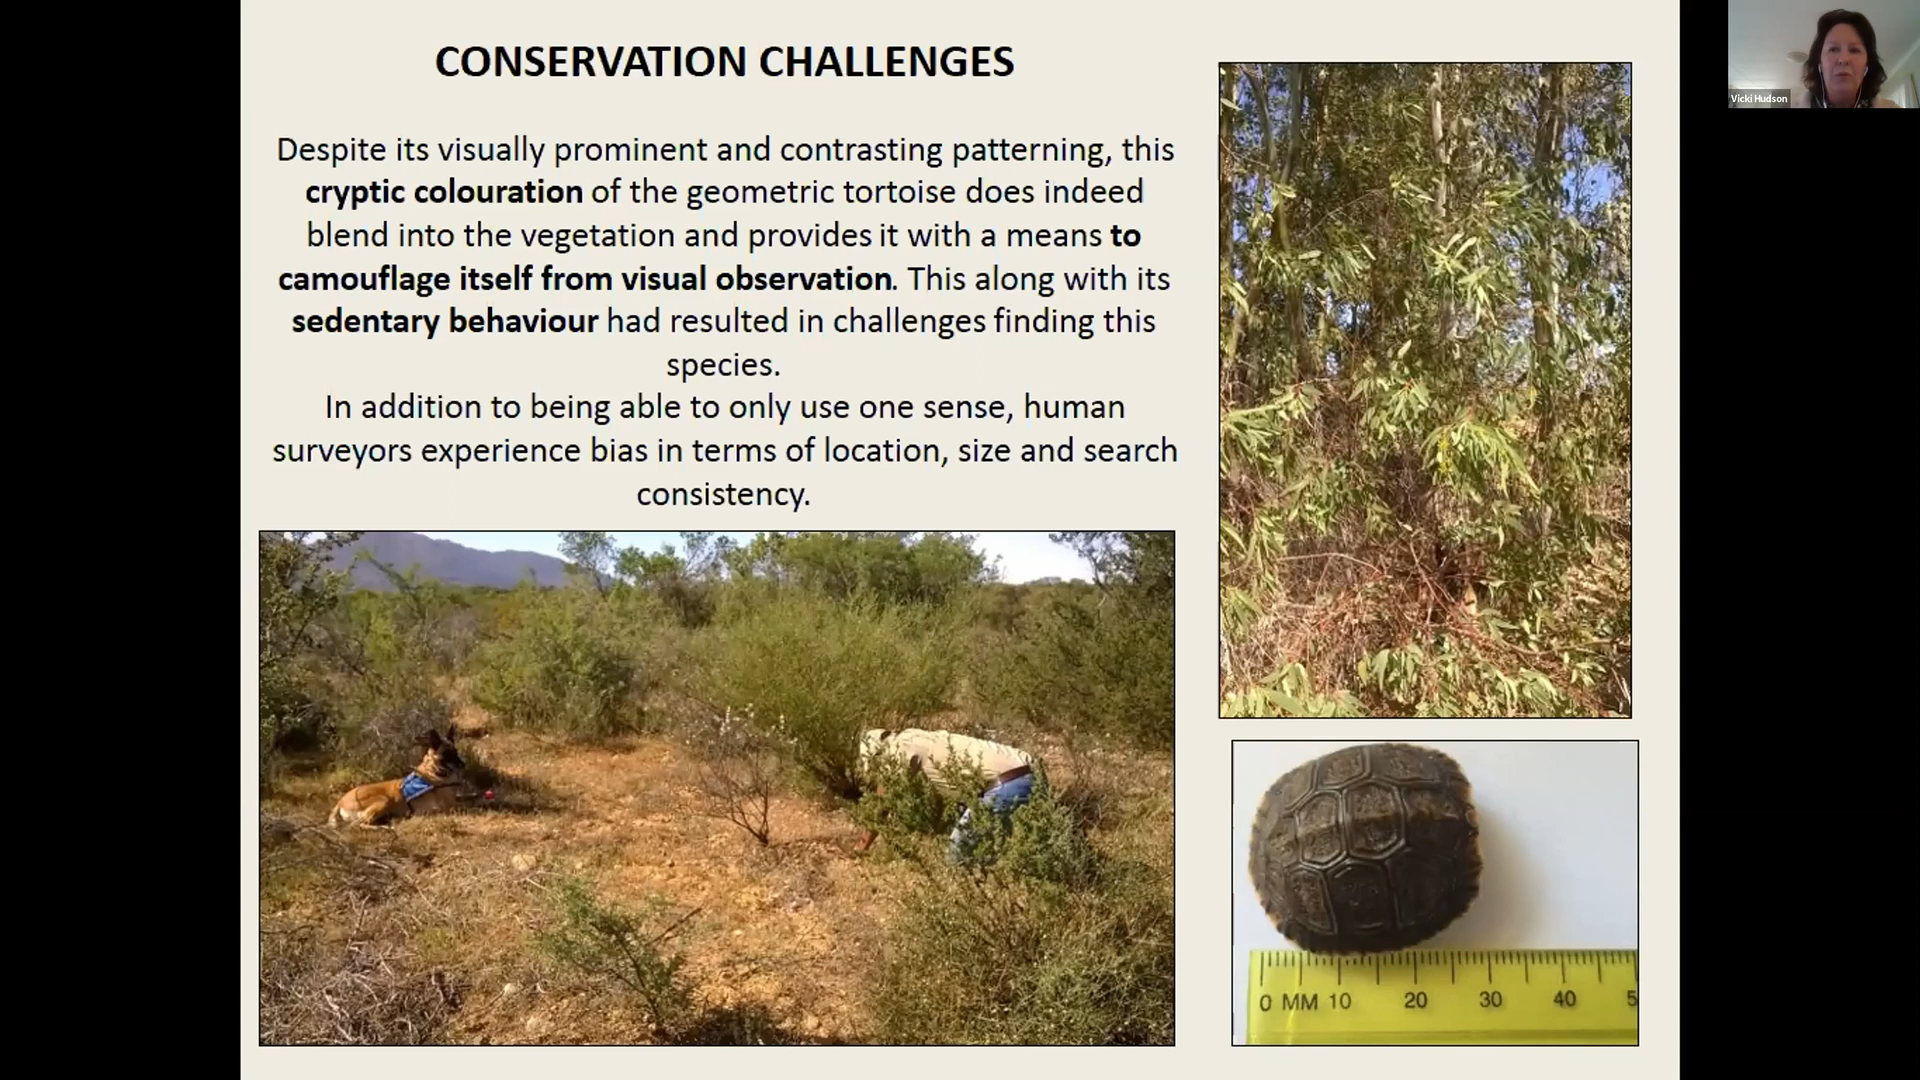 CONSERVATION CHALLENGES
Despite its visually prominent and contrasting patterning, this
cryptic colouration of the geometric tortoise does indeed
blend into the vegetation and provides it with a means to
camouflage itself from visual observation. This along with its
sedentary behaviour had resulted in challenges finding this
species.
In addition to being able to only use one sense, human
surveyors experience bias in terms of location, size and search
consistency.
Vicki Hudson
0 MM 10 20 30 40 5